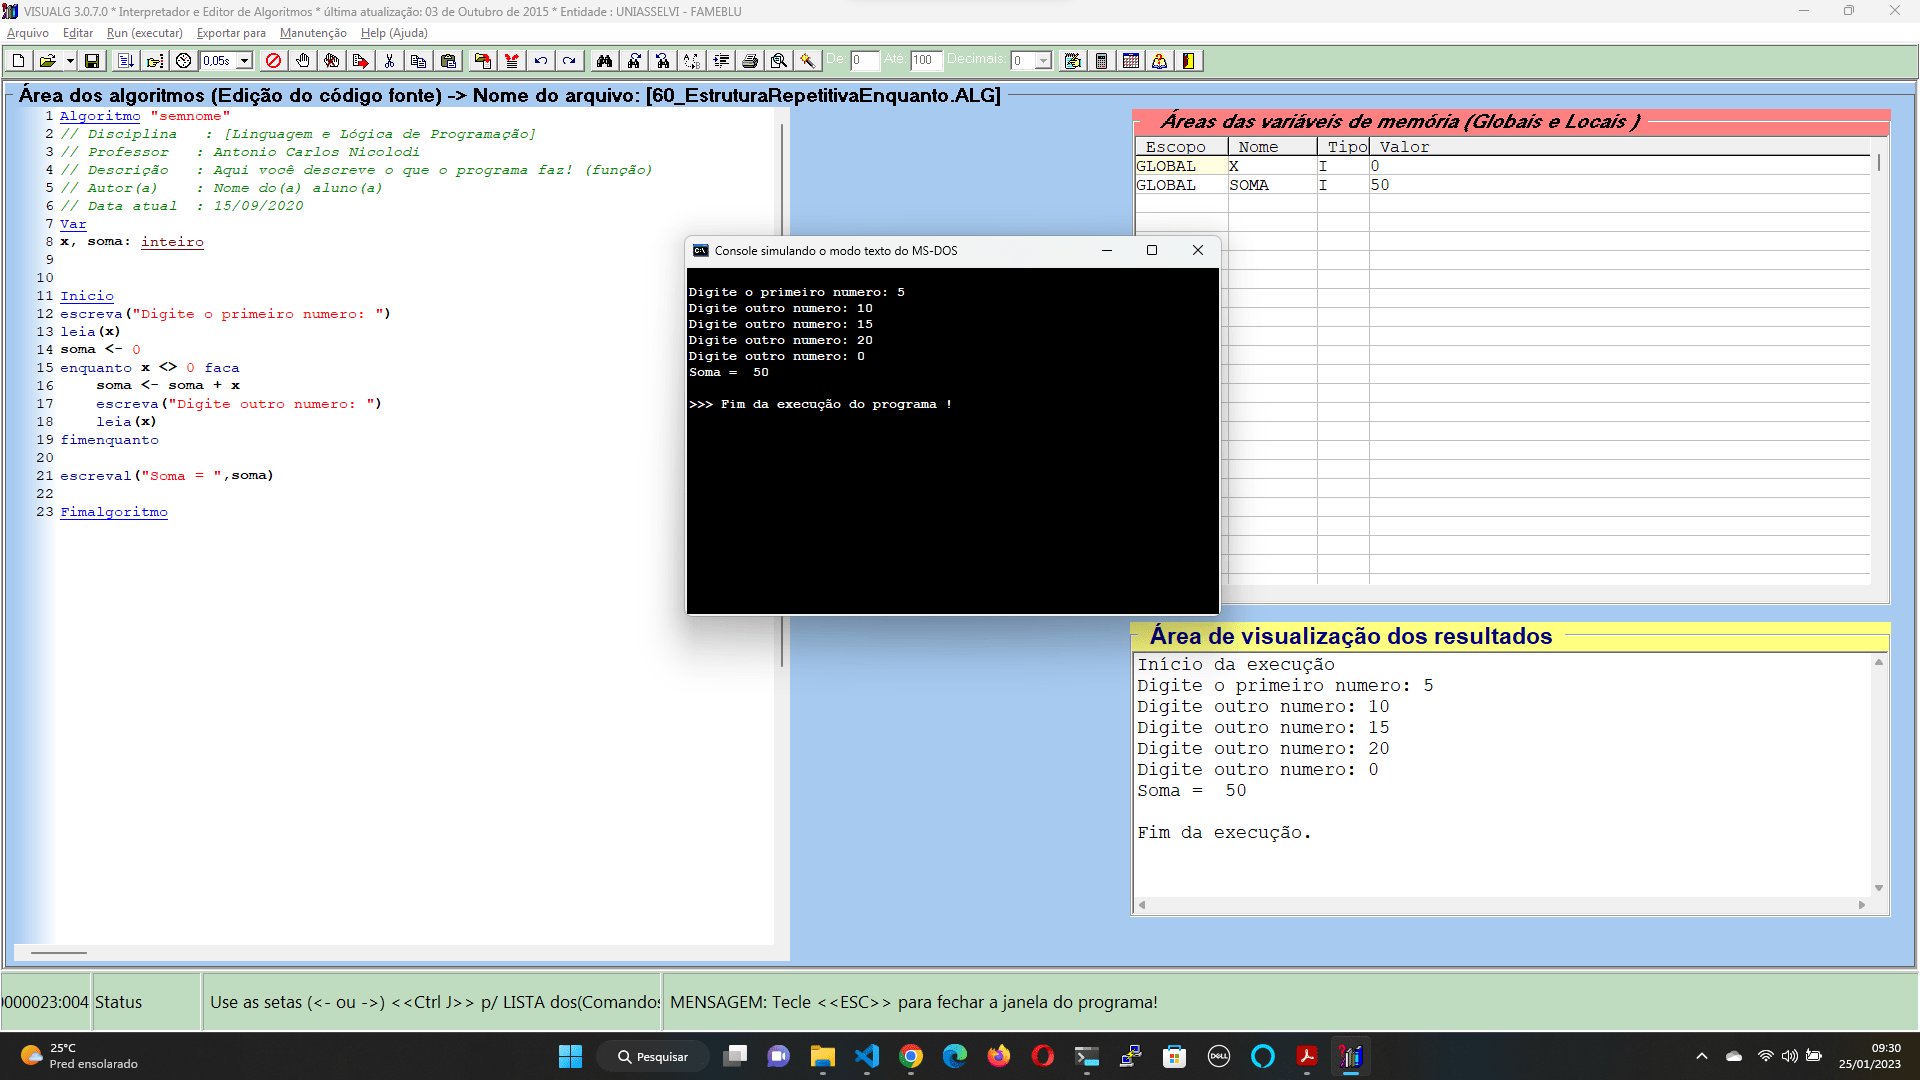 VISUALG 3.0.7.0 * Interpretador e Editor de Algoritmos * última atualização: 03 de Outubro de 2015 * Entidade : UNIASSELVI - FAMEBLU
Arquivo Editar Run (executar) Exportar para Manutenção Help (Ajuda)
0,05s De: 0 Até: 100 Decimais: 0
Área dos algoritmos (Edição do código fonte) -> Nome do arquivo: [60_EstruturaRepetitivaEnquanto.ALG]
1 Algoritmo "semnome"
2 // Disciplina : [Linguagem e Lógica de Programação]
3 // Professor : Antonio Carlos Nicolodi
4 // Descrição : Aqui você descreve o que o programa faz! (função)
5 // Autor(a) : Nome do(a) aluno(a)
6 // Data atual : 15/09/2020
7 Var
8 x, soma: inteiro
9
10
11 Inicio
12 escreva("Digite o primeiro numero: ")
13 leia(x)
14 soma <- 0
15 enquanto x <> 0 faca
16 soma <- soma + x
17 escreva("Digite outro numero: ")
18 leia(x)
19 fimenquanto
20
21 escreval("Soma = ",soma)
22
23 Fimalgoritmo
Console simulando o modo texto do MS-DOS
Digite o primeiro numero: 5
Digite outro numero: 10
Digite outro numero: 15
Digite outro numero: 20
Digite outro numero: 0
Soma = 50
>>> Fim da execução do programa !
Áreas das variáveis de memória (Globais e Locais )
Escopo Nome Tipo Valor
GLOBAL X I 0
GLOBAL SOMA I 50
Área de visualização dos resultados
Início da execução
Digite o primeiro numero: 5
Digite outro numero: 10
Digite outro numero: 15
Digite outro numero: 20
Digite outro numero: 0
Soma = 50
Fim da execução.
0000023:004 Status Use as setas (<- ou ->) <<Ctrl J>> p/ LISTA dos(Comandos MENSAGEM: Tecle <<ESC>> para fechar a janela do programa!
25°C
Pred ensolarado
Pesquisar
DELL
09:30
25/01/2023